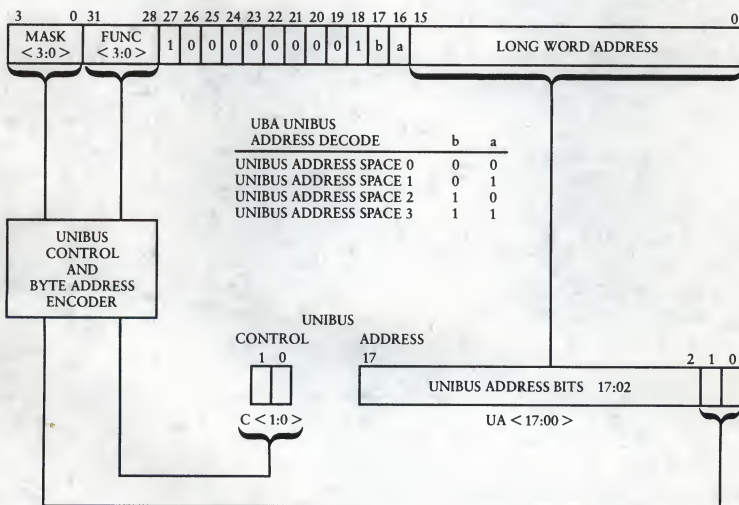 3 0 31 28 27 26 25 24 23 22 21 20 19 18 17 16 15 0
MASK FUNC 1 0 0 0 0 0 0 0 0 1 b a LONG WORD ADDRESS
< 3:0 > < 3:0 >
UBA UNIBUS
ADDRESS DECODE b a
UNIBUS ADDRESS SPACE 0 0 0
UNIBUS ADDRESS SPACE 1 0 1
UNIBUS ADDRESS SPACE 2 1 0
UNIBUS ADDRESS SPACE 3 1 1
UNIBUS
CONTROL
AND
BYTE ADDRESS
ENCODER
UNIBUS
CONTROL ADDRESS
1 0 17 2 1 0
UNIBUS ADDRESS BITS 17:02
C < 1:0 > UA < 17:00 >